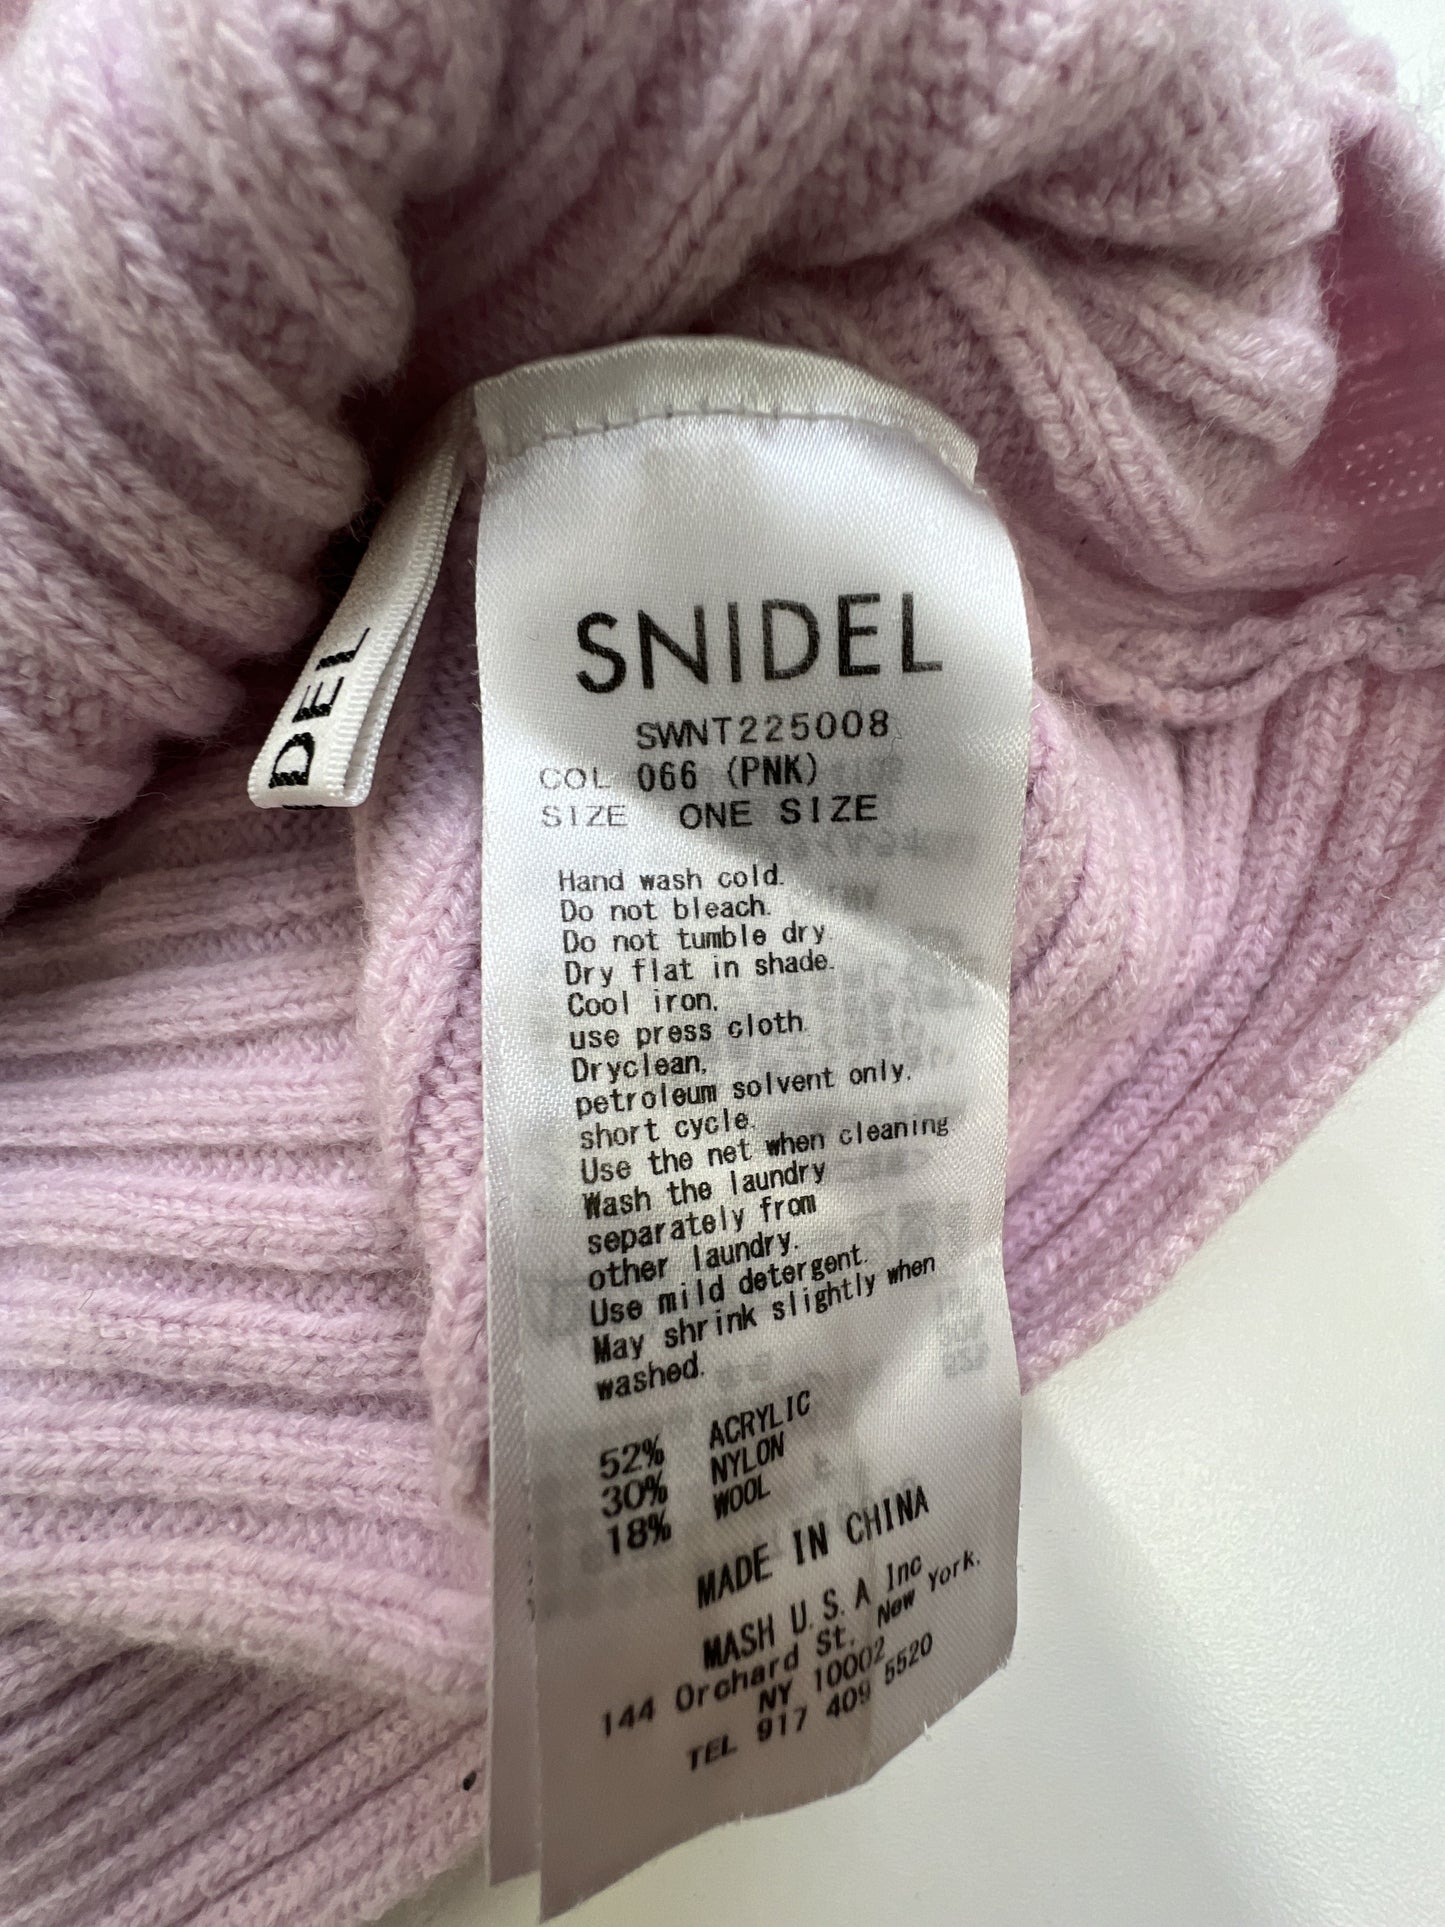 SNIDEL
SWNT225008
COL 066 (PNK)
SIZE ONE SIZE
Hand wash cold.
Do not bleach.
Do not tumble dry.
Dry flat in shade.
Cool iron.
use press cloth.
Dryclean.
petroleum solvent only.
short cycle.
Use the net when cleaning
Wash the laundry
separately from
other laundry.
Use mild detergent.
May shrink slightly when
washed.
52% ACRYLIC
30% NYLON
18% WOOL
MADE IN CHINA
MASH U.S.A Inc
144 Orchard St. New York.
NY 10002
TEL 917 409 5520
DEL